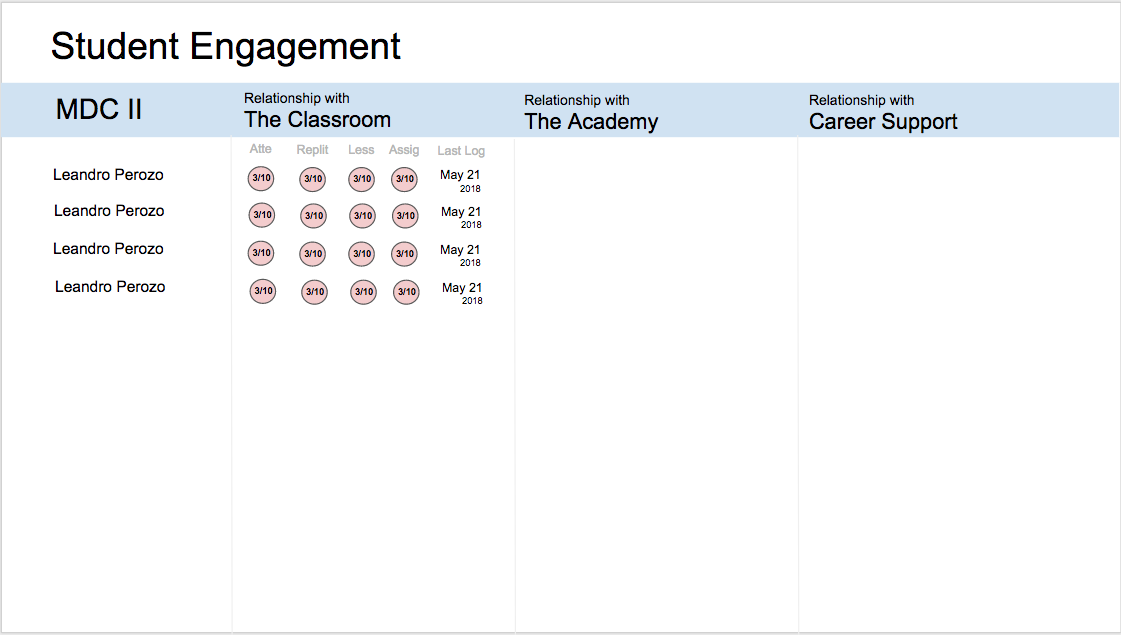 Student Engagement
MDC II
Relationship with
The Classroom
Relationship with
The Academy
Relationship with
Career Support
Atte Replit Less Assig Last Log
Leandro Perozo 3/10 3/10 3/10 3/10 May 21
2018
Leandro Perozo 3/10 3/10 3/10 3/10 May 21
2018
Leandro Perozo 3/10 3/10 3/10 3/10 May 21
2018
Leandro Perozo 3/10 3/10 3/10 3/10 May 21
2018